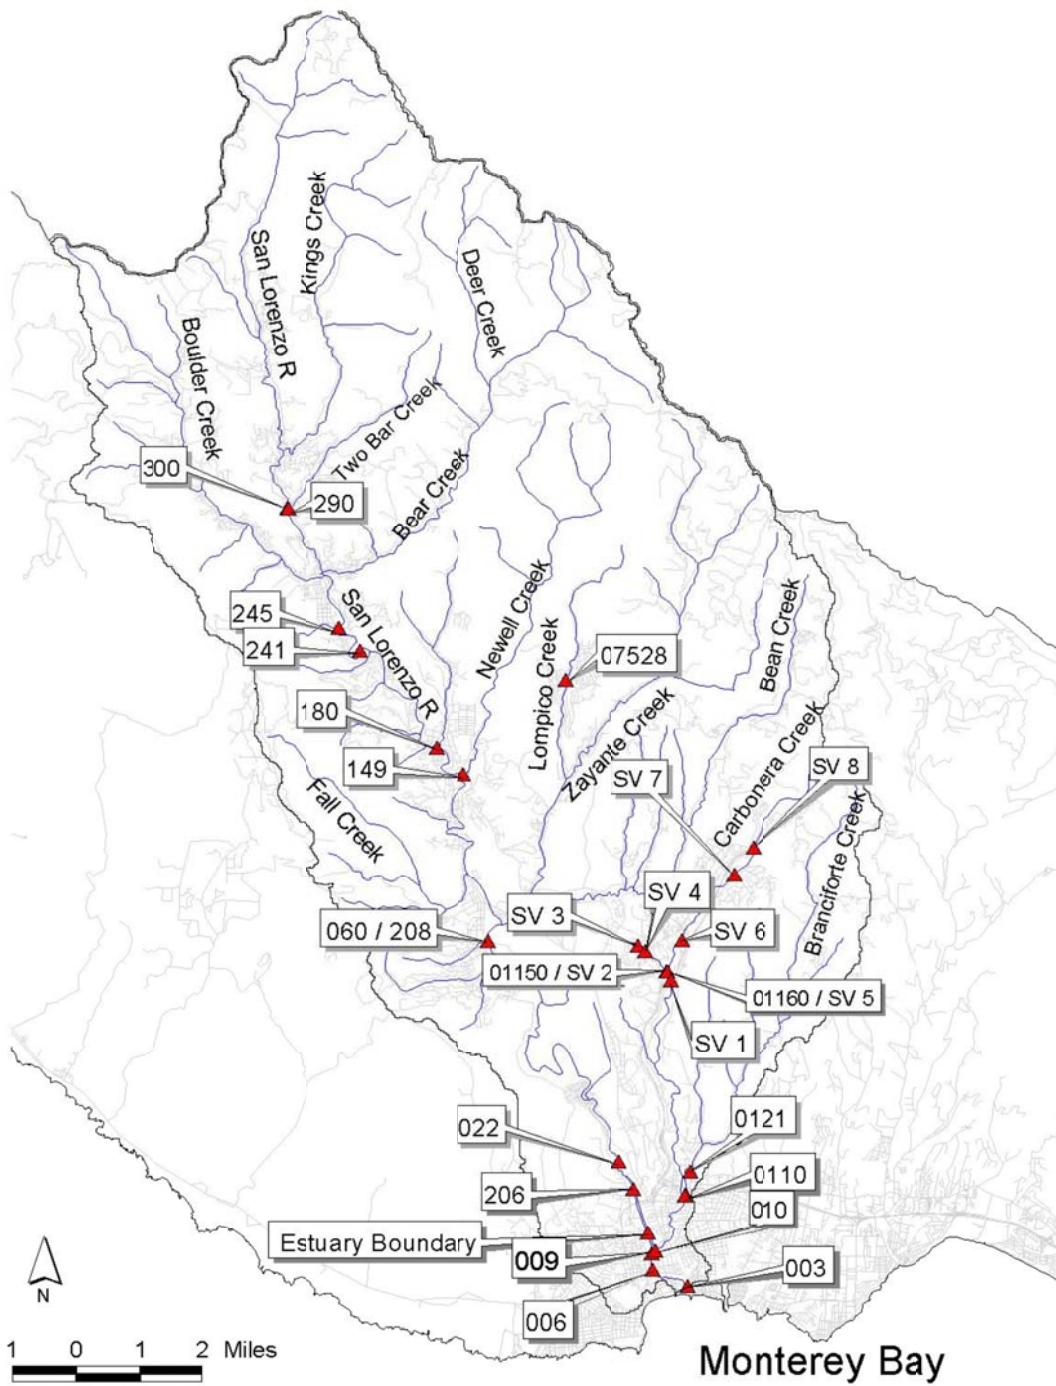 Kings Creek
San Lorenzo R
Deer Creek
Boulder Creek
Two Bar Creek
300
290
Bear Creek
Newell Creek
Bean Creek
245
San Lorenzo R
241
Lompico Creek
07528
Zayante Creek
180
Carbonera Creek
149
SV 7
SV 8
Fall Creek
Branciforte Creek
SV 4
SV 3
060 / 208
SV 6
01150 / SV 2
01160 / SV 5
SV 1
022
0121
0110
206
010
Estuary Boundary
009
003
006
N
1 0 1 2 Miles
Monterey Bay